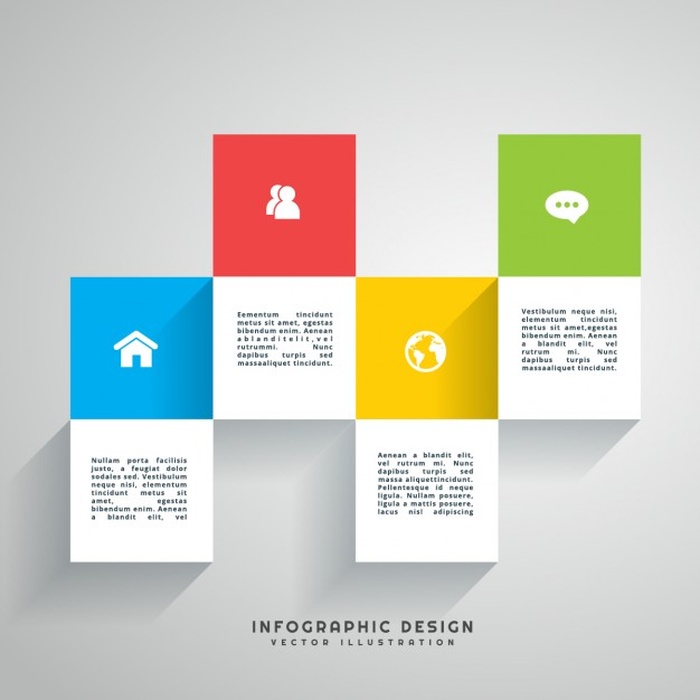 Eementum tincidunt
metus sit amet, egestas
bibendum enim. Aenean
a b l a n d i t e l i t , v e l
rutrummi. Nunc
dapibus turpis sed
massaaliquet tincidunt.
Vestibulum neque nisi,
elementum tincidunt
metus sit amet,egestas
bibendum enim. Aenean
a blandit elit, vel
rutrum mi. Nunc
dapibus turpis sed
massaaliquet tincidunt.
Nullam porta facilisis
justo, a feugiat dolor
sodales sed. Vestibulum
neque nisi, elementum
tincidunt metus sit
amet, egestas
bibendum enim. Aenean
a blandit elit, vel
Aenean a blandit elit,
vel rutrum mi. Nunc
dapibus turpis sed
massa aliquettincidunt.
Pellentesque id neque
ligula. Nullam posuere,
ligula a mattis posuere,
lacus nisl adipiscing
INFOGRAPHIC DESIGN
VECTOR ILLUSTRATION